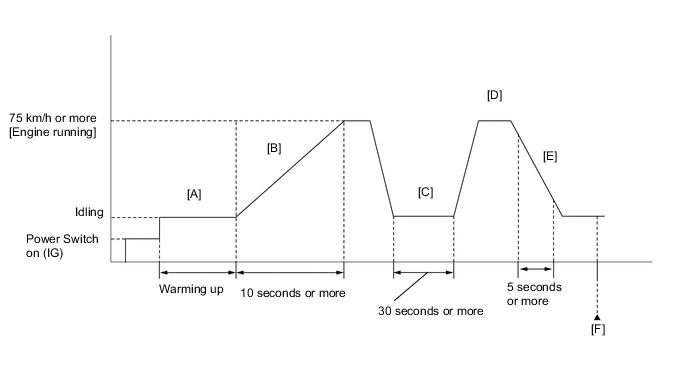 [D]
75 km/h or more
[Engine running]
[B]
[E]
[A]
[C]
Idling
Power Switch
on (IG)
Warming up
10 seconds or more
30 seconds or more
5 seconds
or more
[F]